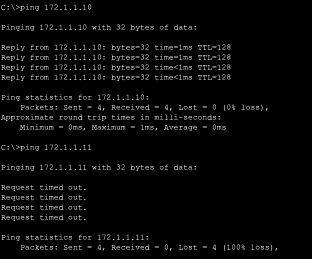 C:\>ping 172.1.1.10
Pinging 172.1.1.10 with 32 bytes of data:
Reply from 172.1.1.10: bytes=32 time=1ms TTL=128
Reply from 172.1.1.10: bytes=32 time=1ms TTL=128
Reply from 172.1.1.10: bytes=32 time<1ms TTL=128
Reply from 172.1.1.10: bytes=32 time<1ms TTL=128
Ping statistics for 172.1.1.10:
Packets: Sent = 4, Received = 4, Lost = 0 (0% loss),
Approximate round trip times in milli-seconds:
Minimum = 0ms, Maximum = 1ms, Average = 0ms
C:\>ping 172.1.1.11
Pinging 172.1.1.11 with 32 bytes of data:
Request timed out.
Request timed out.
Request timed out.
Request timed out.
Ping statistics for 172.1.1.11:
Packets: Sent = 4, Received = 0, Lost = 4 (100% loss),